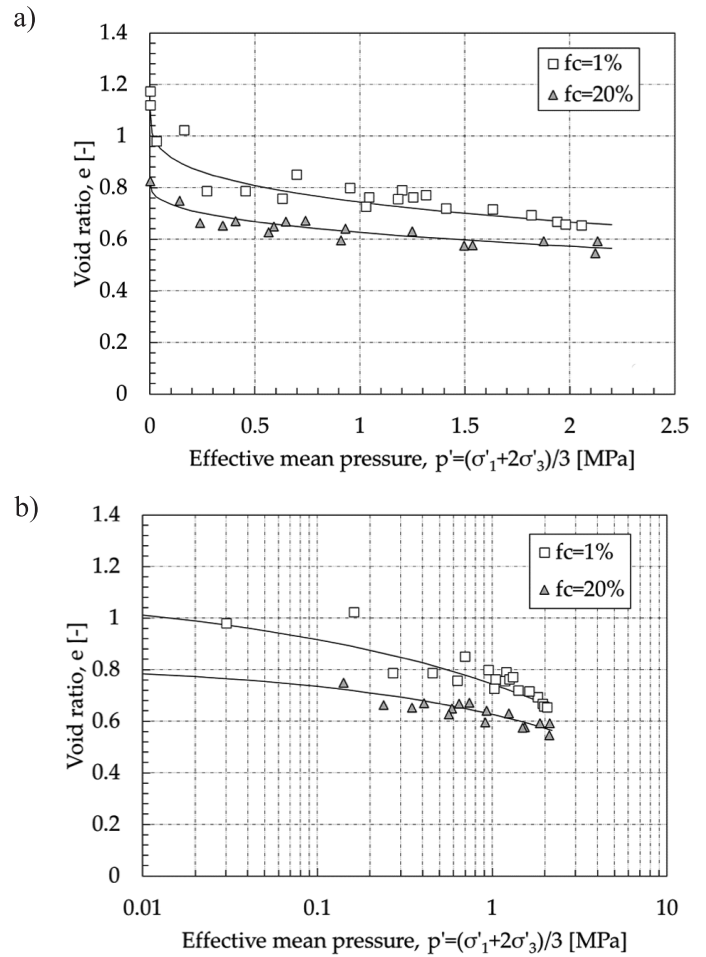 a)
1.4
1.2
1
0.8
0.6
0.4
0.2
0
Void ratio, e [-]
fc=1%
fc=20%
0 0.5 1 1.5 2 2.5
Effective mean pressure, p'=(σ'₁+2σ'₃)/3 [MPa]
b)
1.4
1.2
1
0.8
0.6
0.4
0.2
0
Void ratio, e [-]
fc=1%
fc=20%
0.01 0.1 1 10
Effective mean pressure, p'=(σ'₁+2σ'₃)/3 [MPa]